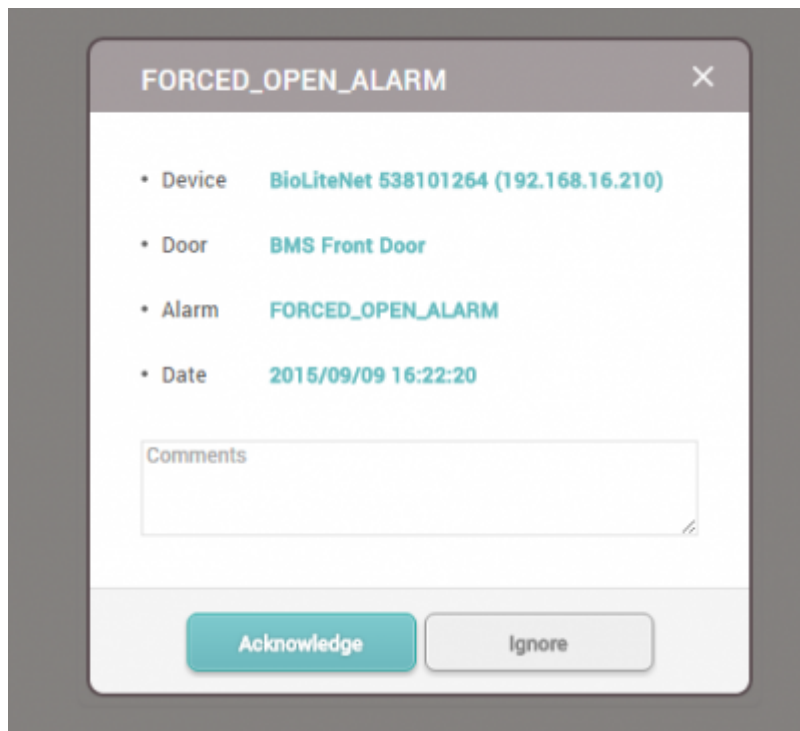 FORCED_OPEN_ALARM
• Device BioLiteNet 538101264 (192.168.16.210)
• Door BMS Front Door
• Alarm FORCED_OPEN_ALARM
• Date 2015/09/09 16:22:20
Comments
Acknowledge Ignore